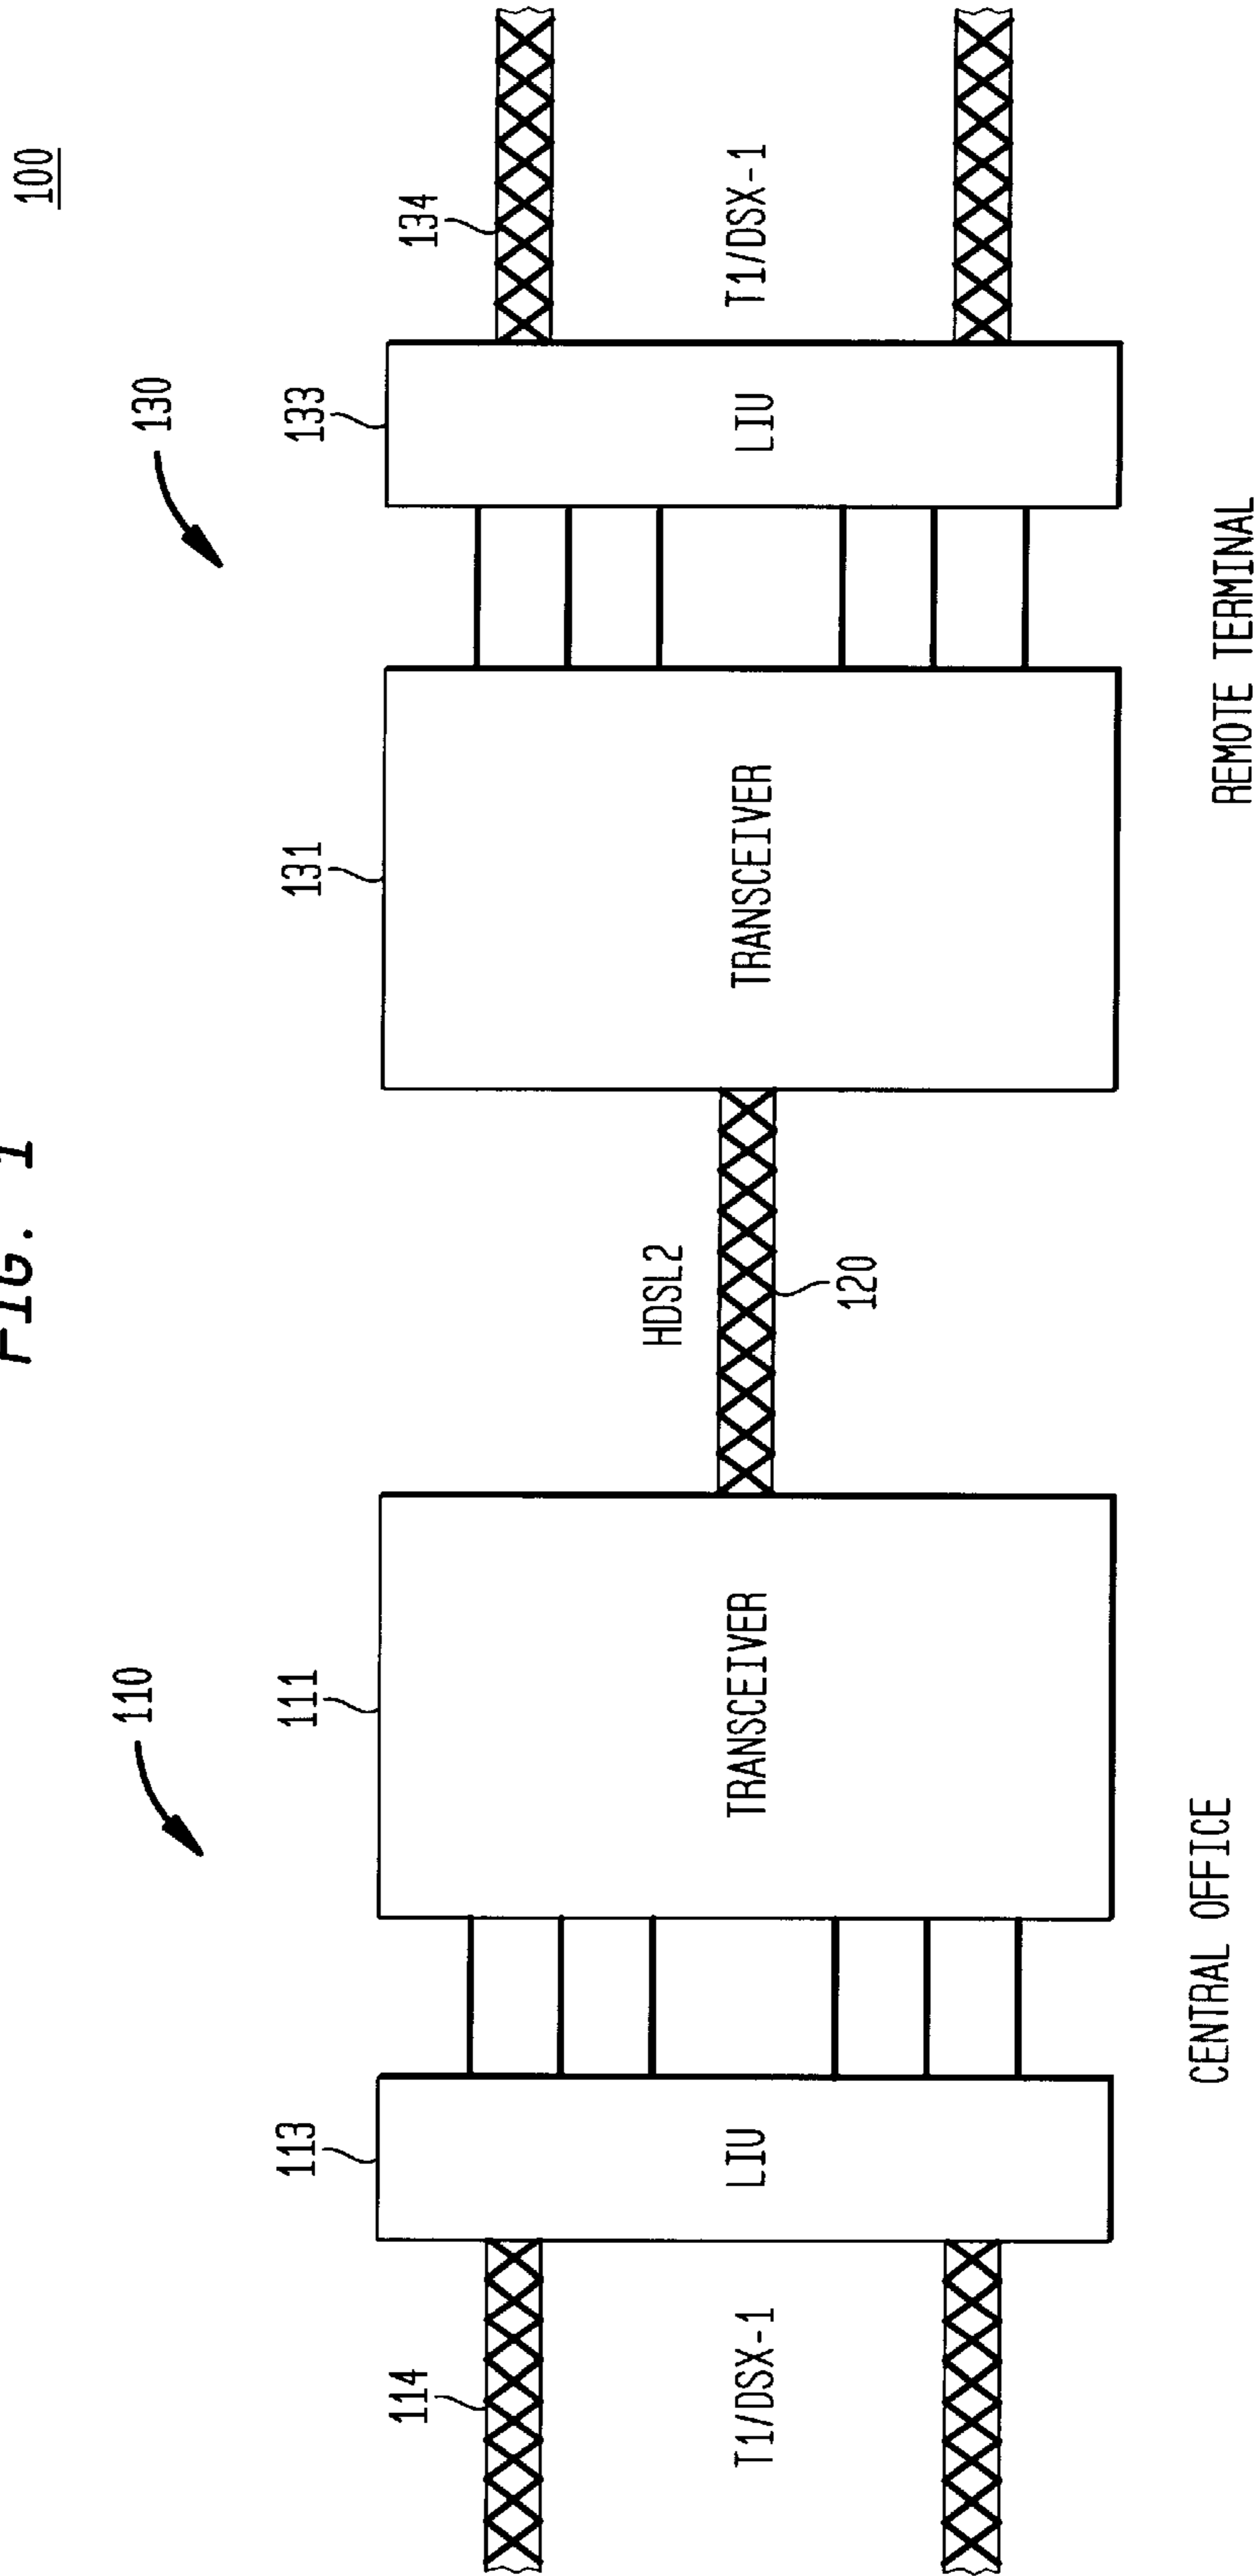 FIG. 1
100
110
130
113
111
131
133
114
134
HDSL2
120
T1/DSX-1
LIU
TRANSCEIVER
TRANSCEIVER
LIU
T1/DSX-1
CENTRAL OFFICE
REMOTE TERMINAL